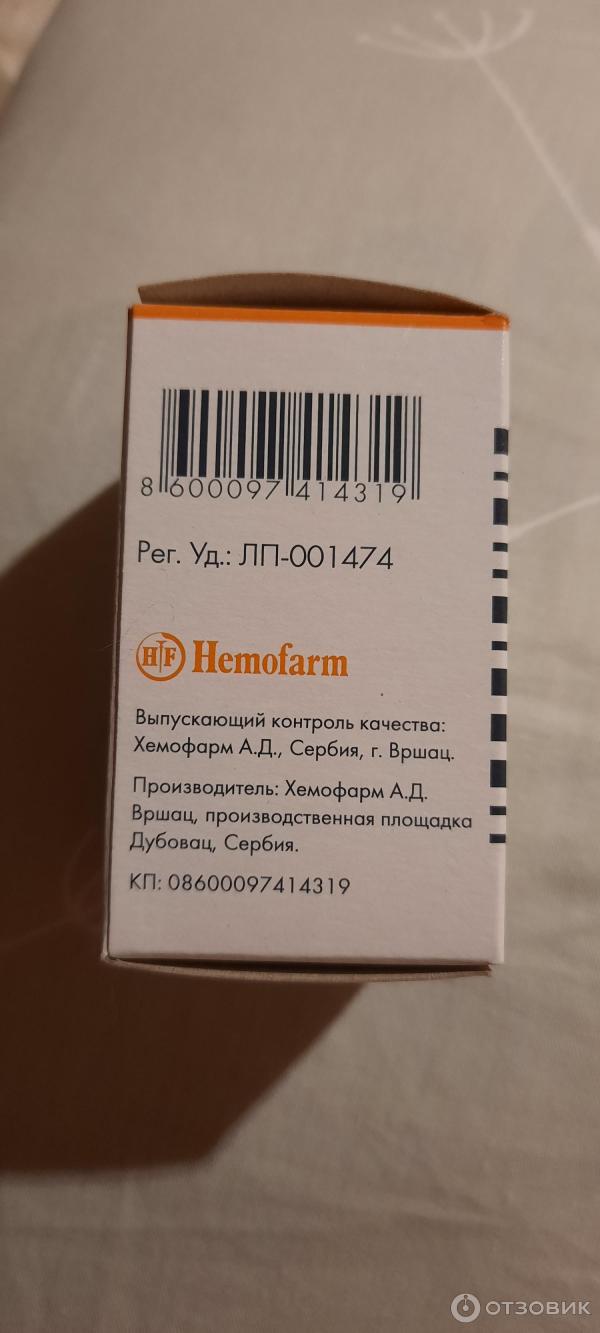 8 600097 414319
Рег. Уд.: ЛП-001474
HF Hemofarm
Выпускающий контроль качества:
Хемофарм А.Д., Сербия, г. Вршац.
Производитель: Хемофарм А.Д.
Вршац, производственная площадка
Дубовац, Сербия.
КП: 08600097414319
ОТЗОВИК